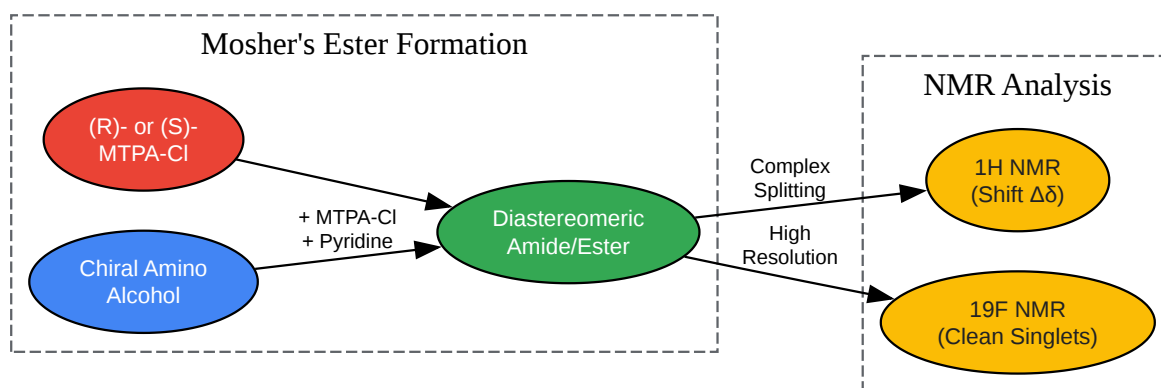 Mosher's Ester Formation
(R)- or (S)-
MTPA-Cl
+ MTPA-Cl
+ Pyridine
Chiral Amino
Alcohol
Diastereomeric
Amide/Ester
Complex
Splitting
High
Resolution
NMR Analysis
1H NMR
(Shift Δδ)
19F NMR
(Clean Singlets)